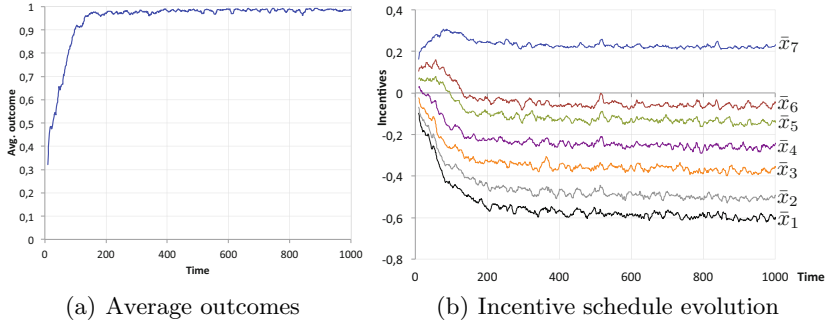 1
0,9
0,8
0,7
0,6
0,5
0,4
0,3
0,2
0,1
0
Avg. outcome
0 200 400 600 800 1000
Time
(a) Average outcomes
0,4
0,2
0
-0,2
-0,4
-0,6
-0,8
Incentives
0 200 400 600 800 1000 Time
x̄7
x̄6
x̄5
x̄4
x̄3
x̄2
x̄1
(b) Incentive schedule evolution